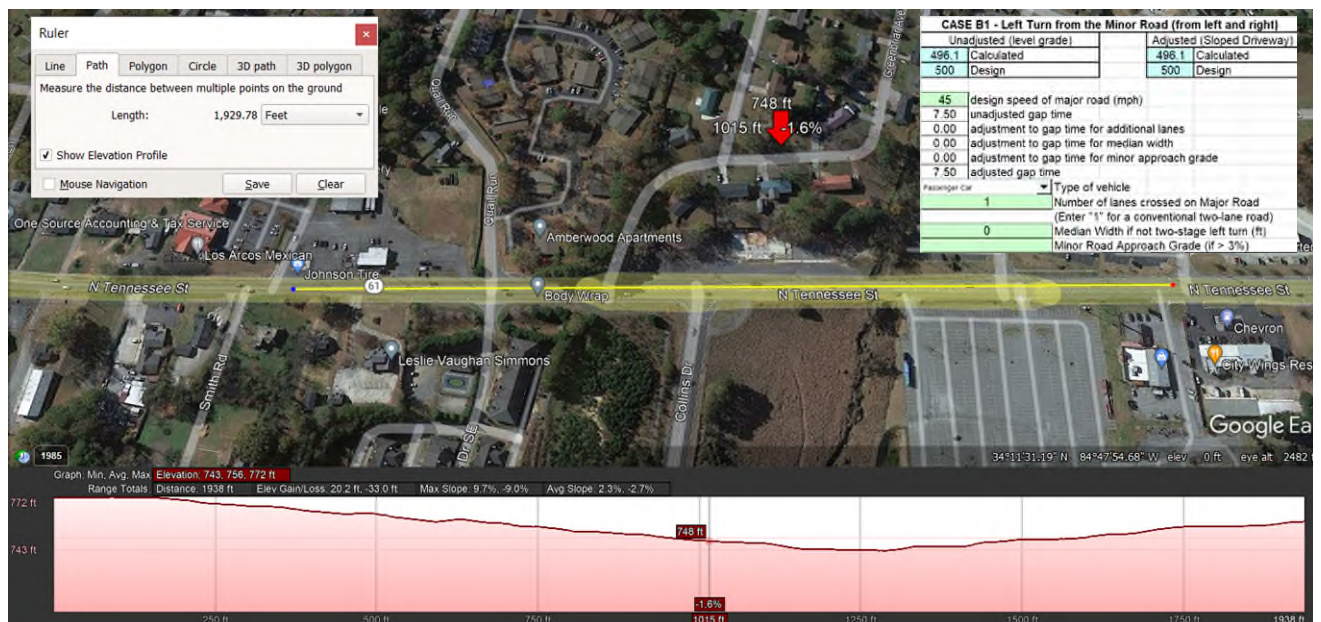 Ruler
Line Path Polygon Circle 3D path 3D polygon
Measure the distance between multiple points on the ground
Length: 1,929.78 Feet
Show Elevation Profile
Mouse Navigation Save Clear
CASE B1 - Left Turn from the Minor Road (from left and right)
Unadjusted (level grade) Adjusted (Sloped Driveway)
496.1 Calculated 496.1 Calculated
500 Design 500 Design
45 design speed of major road (mph)
7.50 unadjusted gap time
0.00 adjustment to gap time for additional lanes
0.00 adjustment to gap time for median width
0.00 adjustment to gap time for minor approach grade
7.50 adjusted gap time
Passenger Car Type of vehicle
1 Number of lanes crossed on Major Road
(Enter "1" for a conventional two-lane road)
0 Median Width if not two-stage left turn (ft)
Minor Road Approach Grade (if > 3%)
Quail Run
748 ft
1015 ft -1.6%
Quail Run
One Source Accounting & Tax Service
Los Arcos Mexican
Amberwood Apartments
Johnson Tire
N Tennessee St
61
Body Wrap
N Tennessee St
N Tennessee St
Chevron
Leslie Vaughan Simmons
City Wings Res
Smith Rd
Collins Dr
Dr SE
Google Ea
1985
34°11'31.19" N 84°47'54.68" W elev 0 ft eye alt 2482 f
Graph: Min, Avg, Max Elevation: 743, 756, 772 ft
Range Totals: Distance: 1938 ft Elev Gain/Loss: 20.2 ft, -33.0 ft Max Slope: 9.7%, -9.0% Avg Slope: 2.3%, -2.7%
772 ft
748 ft
743 ft
-1.6%
250 ft 500 ft 750 ft 1015 ft 1250 ft 1500 ft 1750 ft 1938 ft